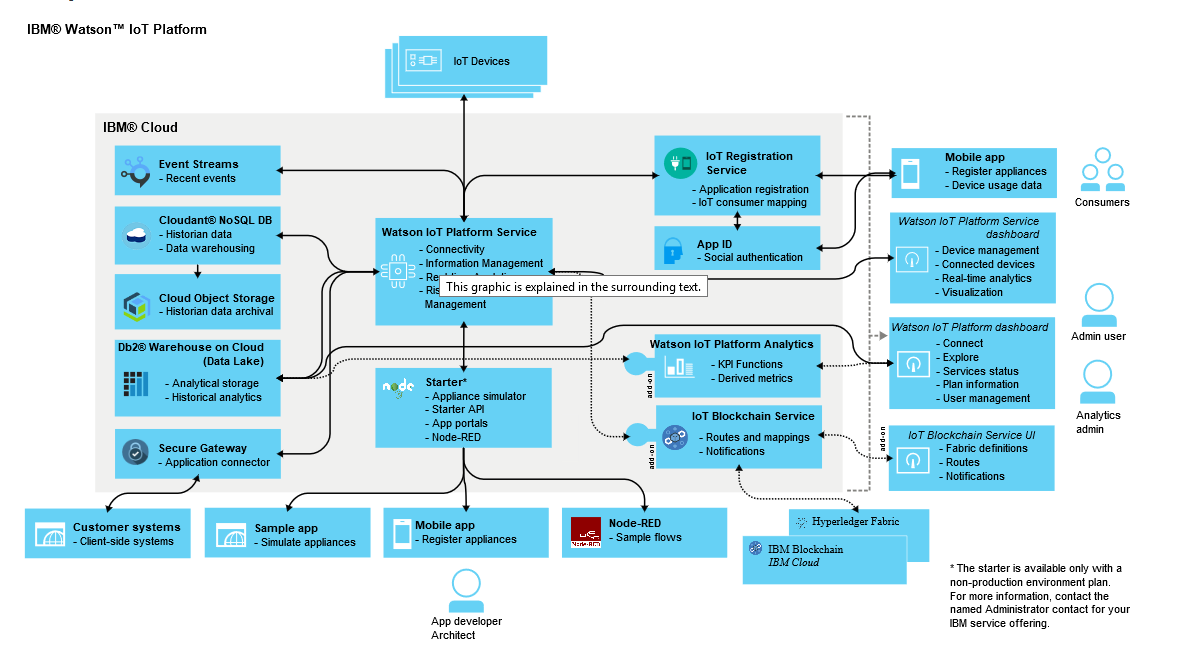 IBM® Watson™ IoT Platform
IoT Devices
IBM® Cloud
Event Streams
- Recent events
Cloudant® NoSQL DB
- Historian data
- Data warehousing
Cloud Object Storage
- Historian data archival
Db2® Warehouse on Cloud
(Data Lake)
- Analytical storage
- Historical analytics
Secure Gateway
- Application connector
Watson IoT Platform Service
- Connectivity
- Information Management
Management
This graphic is explained in the surrounding text.
node
Starter*
- Appliance simulator
- Starter API
- App portals
- Node-RED
IoT Registration
Service
- Application registration
- IoT consumer mapping
App ID
- Social authentication
Watson IoT Platform Analytics
- KPI Functions
- Derived metrics
add-on
IoT Blockchain Service
- Routes and mappings
- Notifications
add-on
Mobile app
- Register appliances
- Device usage data
Consumers
Watson IoT Platform Service
dashboard
- Device management
- Connected devices
- Real-time analytics
- Visualization
Admin user
Watson IoT Platform dashboard
- Connect
- Explore
- Services status
- Plan information
- User management
Analytics
admin
add-on
IoT Blockchain Service UI
- Fabric definitions
- Routes
- Notifications
Customer systems
- Client-side systems
Sample app
- Simulate appliances
Mobile app
- Register appliances
Node-RED
Node-RED
- Sample flows
Hyperledger Fabric
IBM Blockchain
IBM Cloud
App developer
Architect
* The starter is available only with a
non-production environment plan.
For more information, contact the
named Administrator contact for your
IBM service offering.